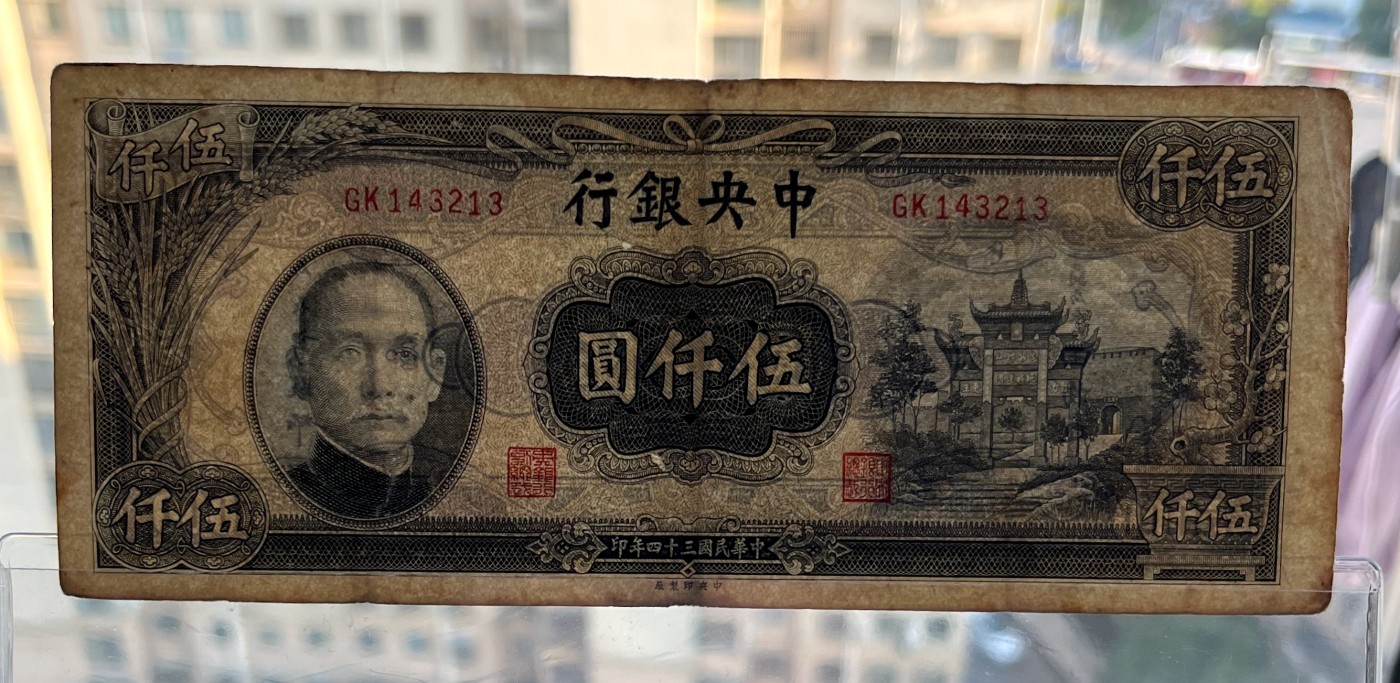 伍仟
伍仟
GK143213
中央銀行
GK143213
伍仟圓
伍仟
伍仟
中華民國三十四年印
中央印製廠